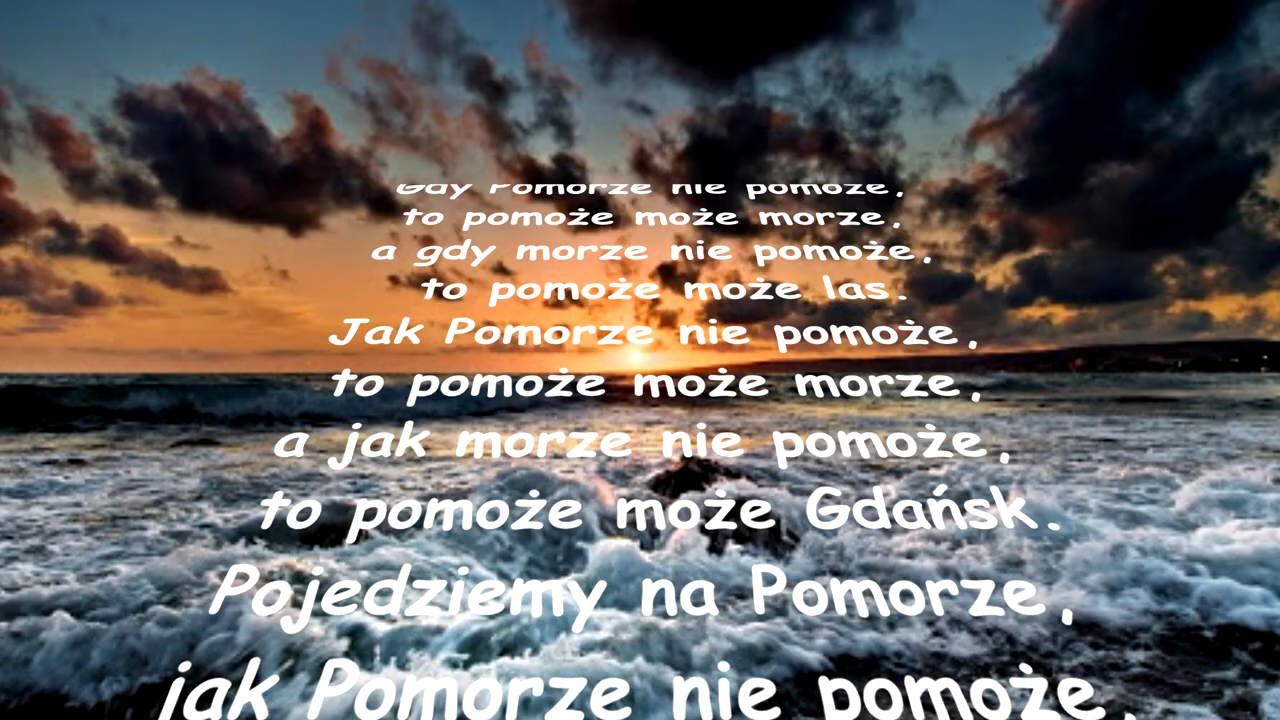 Gdy Pomorze nie pomoże,
to pomoże może morze,
a gdy morze nie pomoże,
to pomoże może las.
Jak Pomorze nie pomoże,
to pomoże może morze,
a jak morze nie pomoże,
to pomoże może Gdańsk.
Pojedziemy na Pomorze,
jak Pomorze nie pomoże,